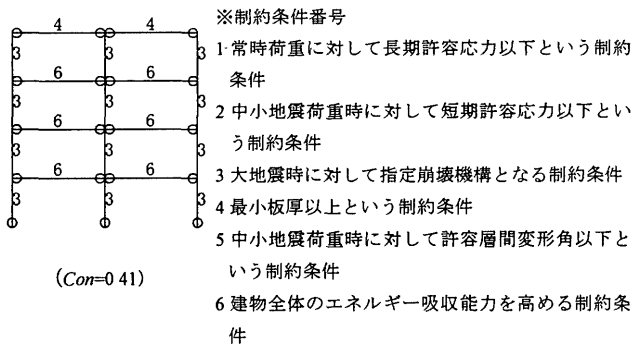 4 4
3 3 3
6 6
3 3 3
6 6
3 3 3
6 6
3 3 3
(Con=0 41)
※制約条件番号
1 常時荷重に対して長期許容応力以下という制約
条件
2 中小地震荷重時に対して短期許容応力以下とい
う制約条件
3 大地震時に対して指定崩壊機構となる制約条件
4 最小板厚以上という制約条件
5 中小地震荷重時に対して許容層間変形角以下と
いう制約条件
6 建物全体のエネルギー吸収能力を高める制約条
件